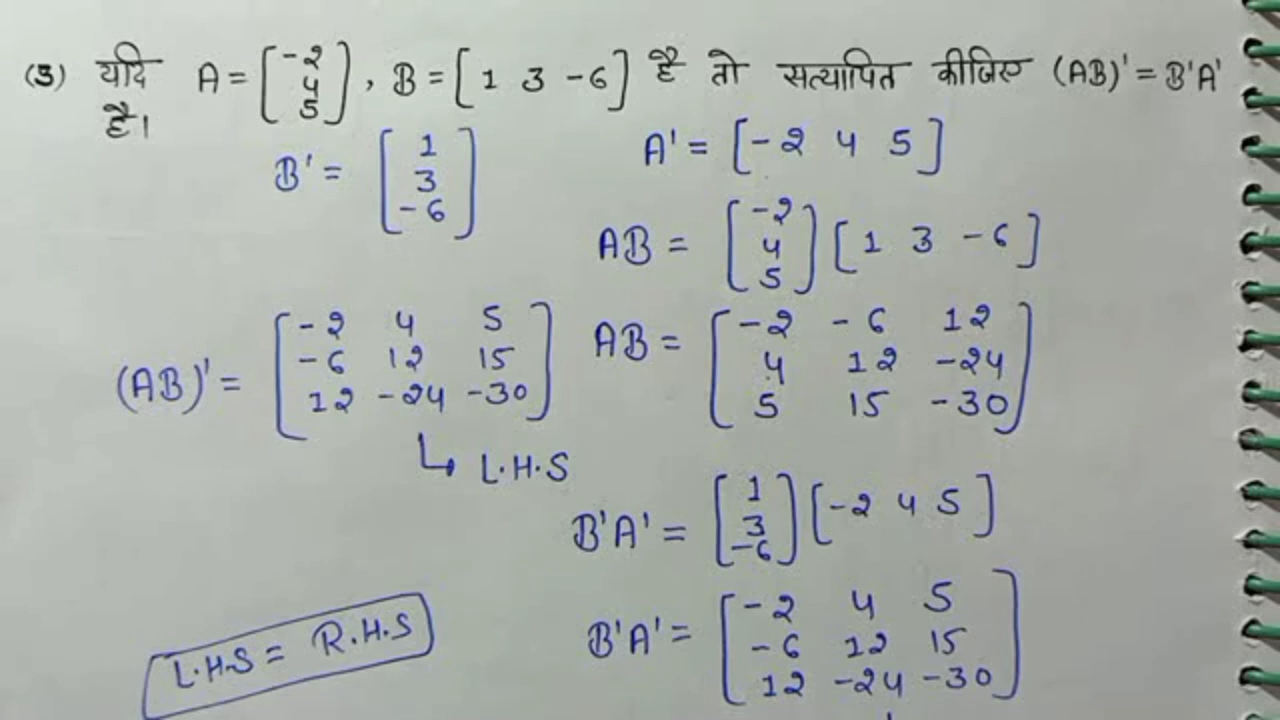 (3) यदि A = [-2 4 5], B = [1 3 -6] है तो सत्यापित कीजिए (AB)' = B'A'
है।
B' = [1 3 -6]
A' = [-2 4 5]
AB = [-2 4 5] [1 3 -6]
AB = [-2 -6 12
4 12 -24
5 15 -30]
(AB)' = [-2 4 5
-6 12 15
12 -24 -30]
↳ L.H.S
B'A' = [1 3 -6] [-2 4 5]
B'A' = [-2 4 5
-6 12 15
12 -24 -30]
L.H.S = R.H.S